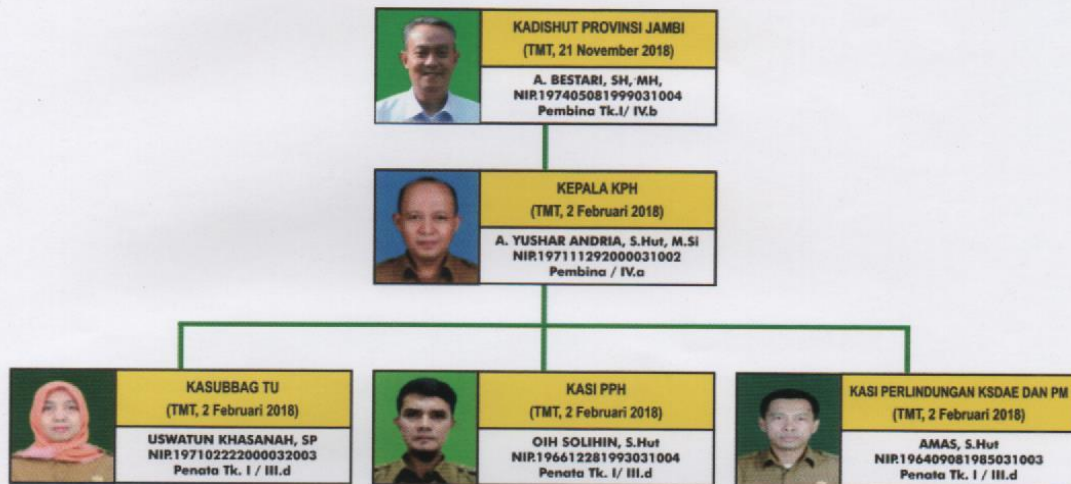 KADISHUT PROVINSI JAMBI
(TMT, 21 November 2018)
A. BESTARI, SH, MH,
NIP.197405081999031004
Pembina Tk.I/ IV.b
KEPALA KPH
(TMT, 2 Februari 2018)
A. YUSHAR ANDRIA, S.Hut, M.Si
NIP.197111292000031002
Pembina / IV.a
KASUBBAG TU
(TMT, 2 Februari 2018)
USWATUN KHASANAH, SP
NIP.197102222000032003
Penata Tk. I / III.d
KASI PPH
(TMT, 2 Februari 2018)
OIH SOLIHIN, S.Hut
NIP.196612281993031004
Penata Tk. I/ III.d
KASI PERLINDUNGAN KSDAE DAN PM
(TMT, 2 Februari 2018)
AMAS, S.Hut
NIP.196409081985031003
Penata Tk. I / III.d